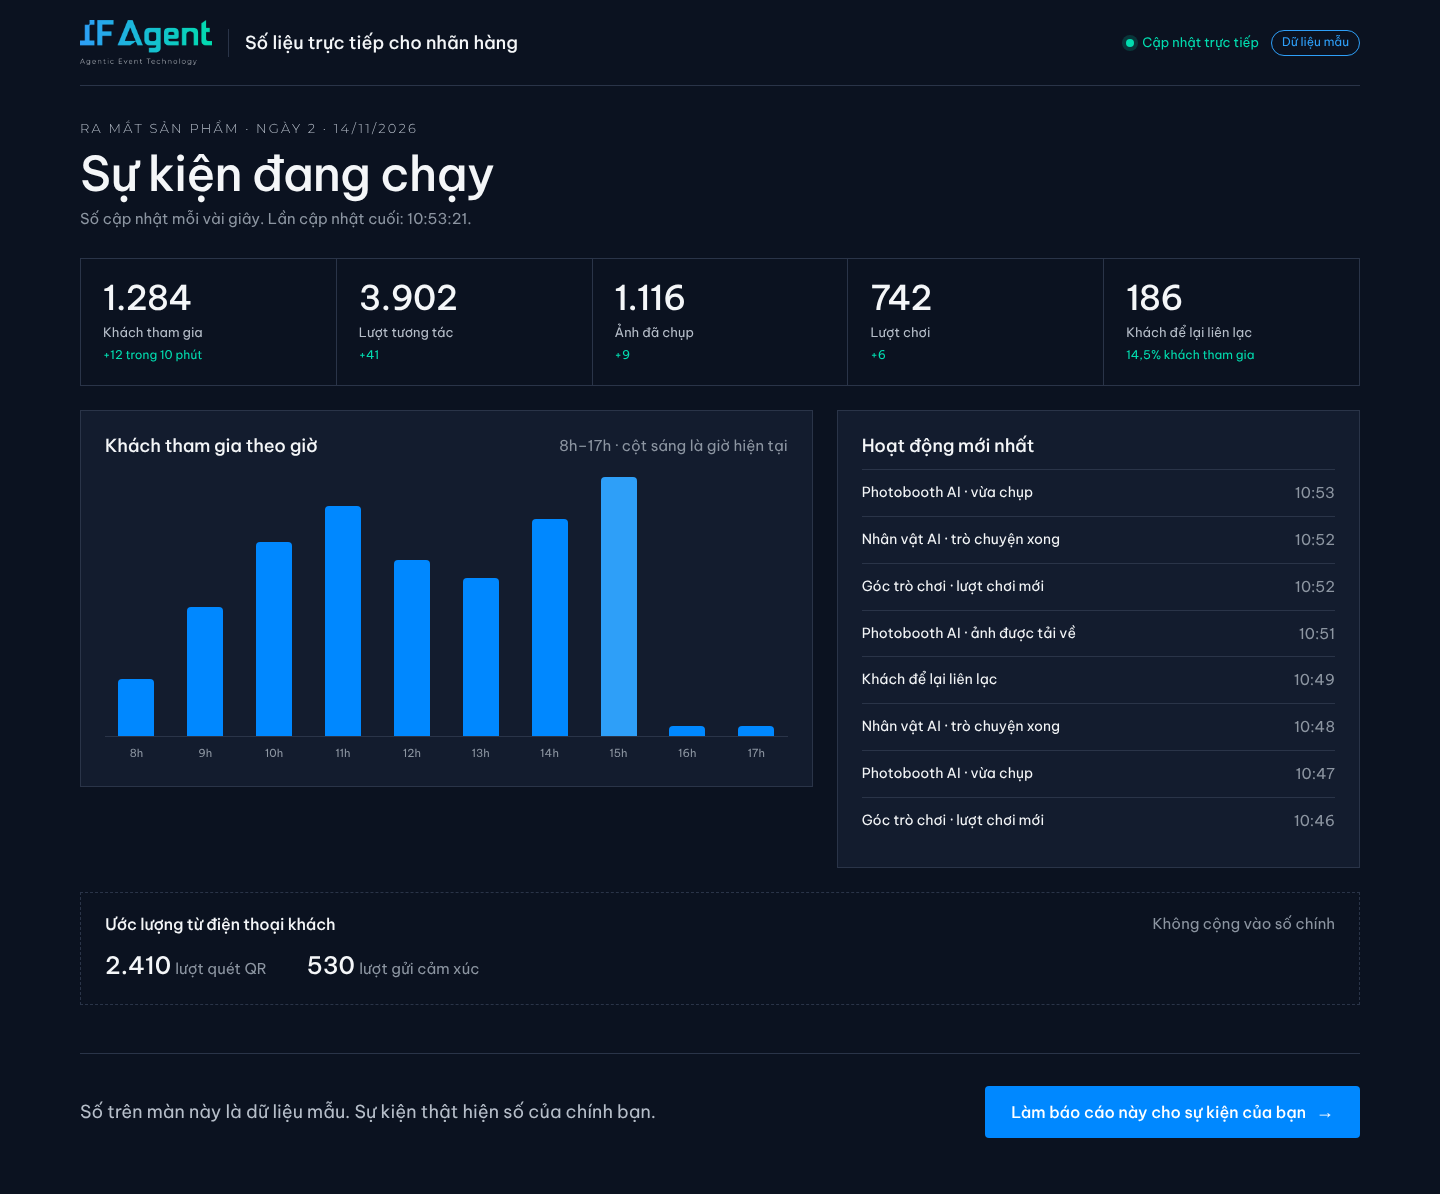 IF Agent
Agentic Event Technology
Số liệu trực tiếp cho nhãn hàng
Cập nhật trực tiếp
Dữ liệu mẫu
RA MẮT SẢN PHẨM · NGÀY 2 · 14/11/2026
Sự kiện đang chạy
Số cập nhật mỗi vài giây. Lần cập nhật cuối: 10:53:21.
1.284
Khách tham gia
+12 trong 10 phút
3.902
Lượt tương tác
+41
1.116
Ảnh đã chụp
+9
742
Lượt chơi
+6
186
Khách để lại liên lạc
14,5% khách tham gia
Khách tham gia theo giờ
8h–17h · cột sáng là giờ hiện tại
8h 9h 10h 11h 12h 13h 14h 15h 16h 17h
Hoạt động mới nhất
Photobooth AI · vừa chụp 10:53
Nhân vật AI · trò chuyện xong 10:52
Góc trò chơi · lượt chơi mới 10:52
Photobooth AI · ảnh được tải về 10:51
Khách để lại liên lạc 10:49
Nhân vật AI · trò chuyện xong 10:48
Photobooth AI · vừa chụp 10:47
Góc trò chơi · lượt chơi mới 10:46
Ước lượng từ điện thoại khách
Không cộng vào số chính
2.410 lượt quét QR 530 lượt gửi cảm xúc
Số trên màn này là dữ liệu mẫu. Sự kiện thật hiện số của chính bạn.
Làm báo cáo này cho sự kiện của bạn →